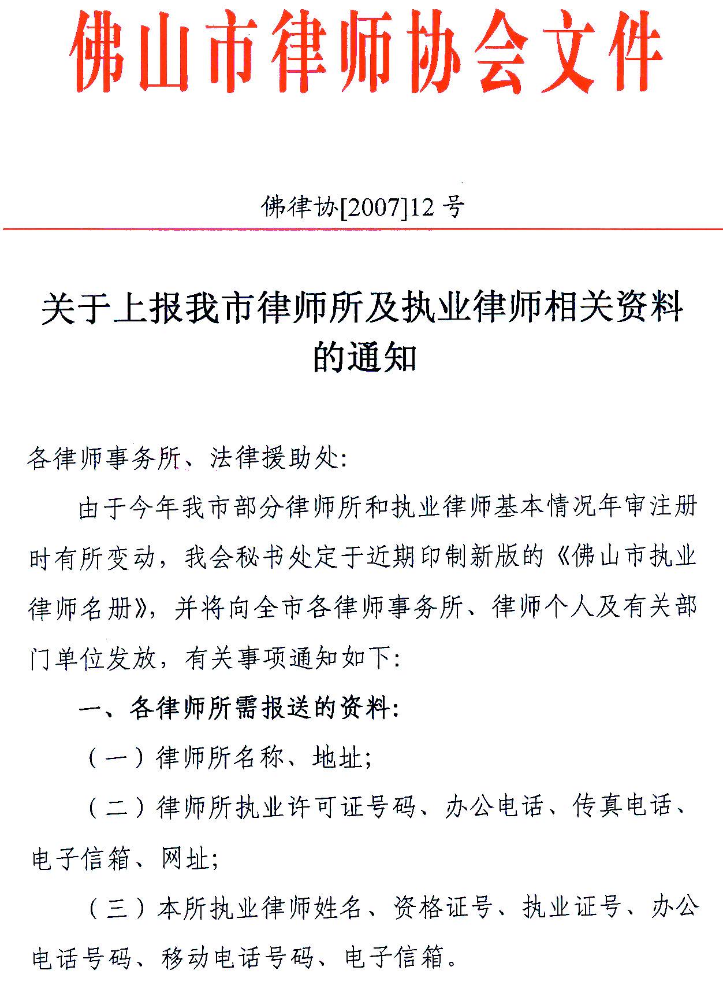 佛山市律师协会文件
佛律协[2007]12 号
关于上报我市律师所及执业律师相关资料
的通知
各律师事务所、法律援助处:
由于今年我市部分律师所和执业律师基本情况年审注册
时有所变动，我会秘书处定于近期印制新版的《佛山市执业
律师名册》，并将向全市各律师事务所、律师个人及有关部
门单位发放，有关事项通知如下:
一、各律师所需报送的资料:
（一）律师所名称、地址;
（二）律师所执业许可证号码、办公电话、传真电话、
电子信箱、网址;
（三）本所执业律师姓名、资格证号、执业证号、办公
电话号码、移动电话号码、电子信箱。